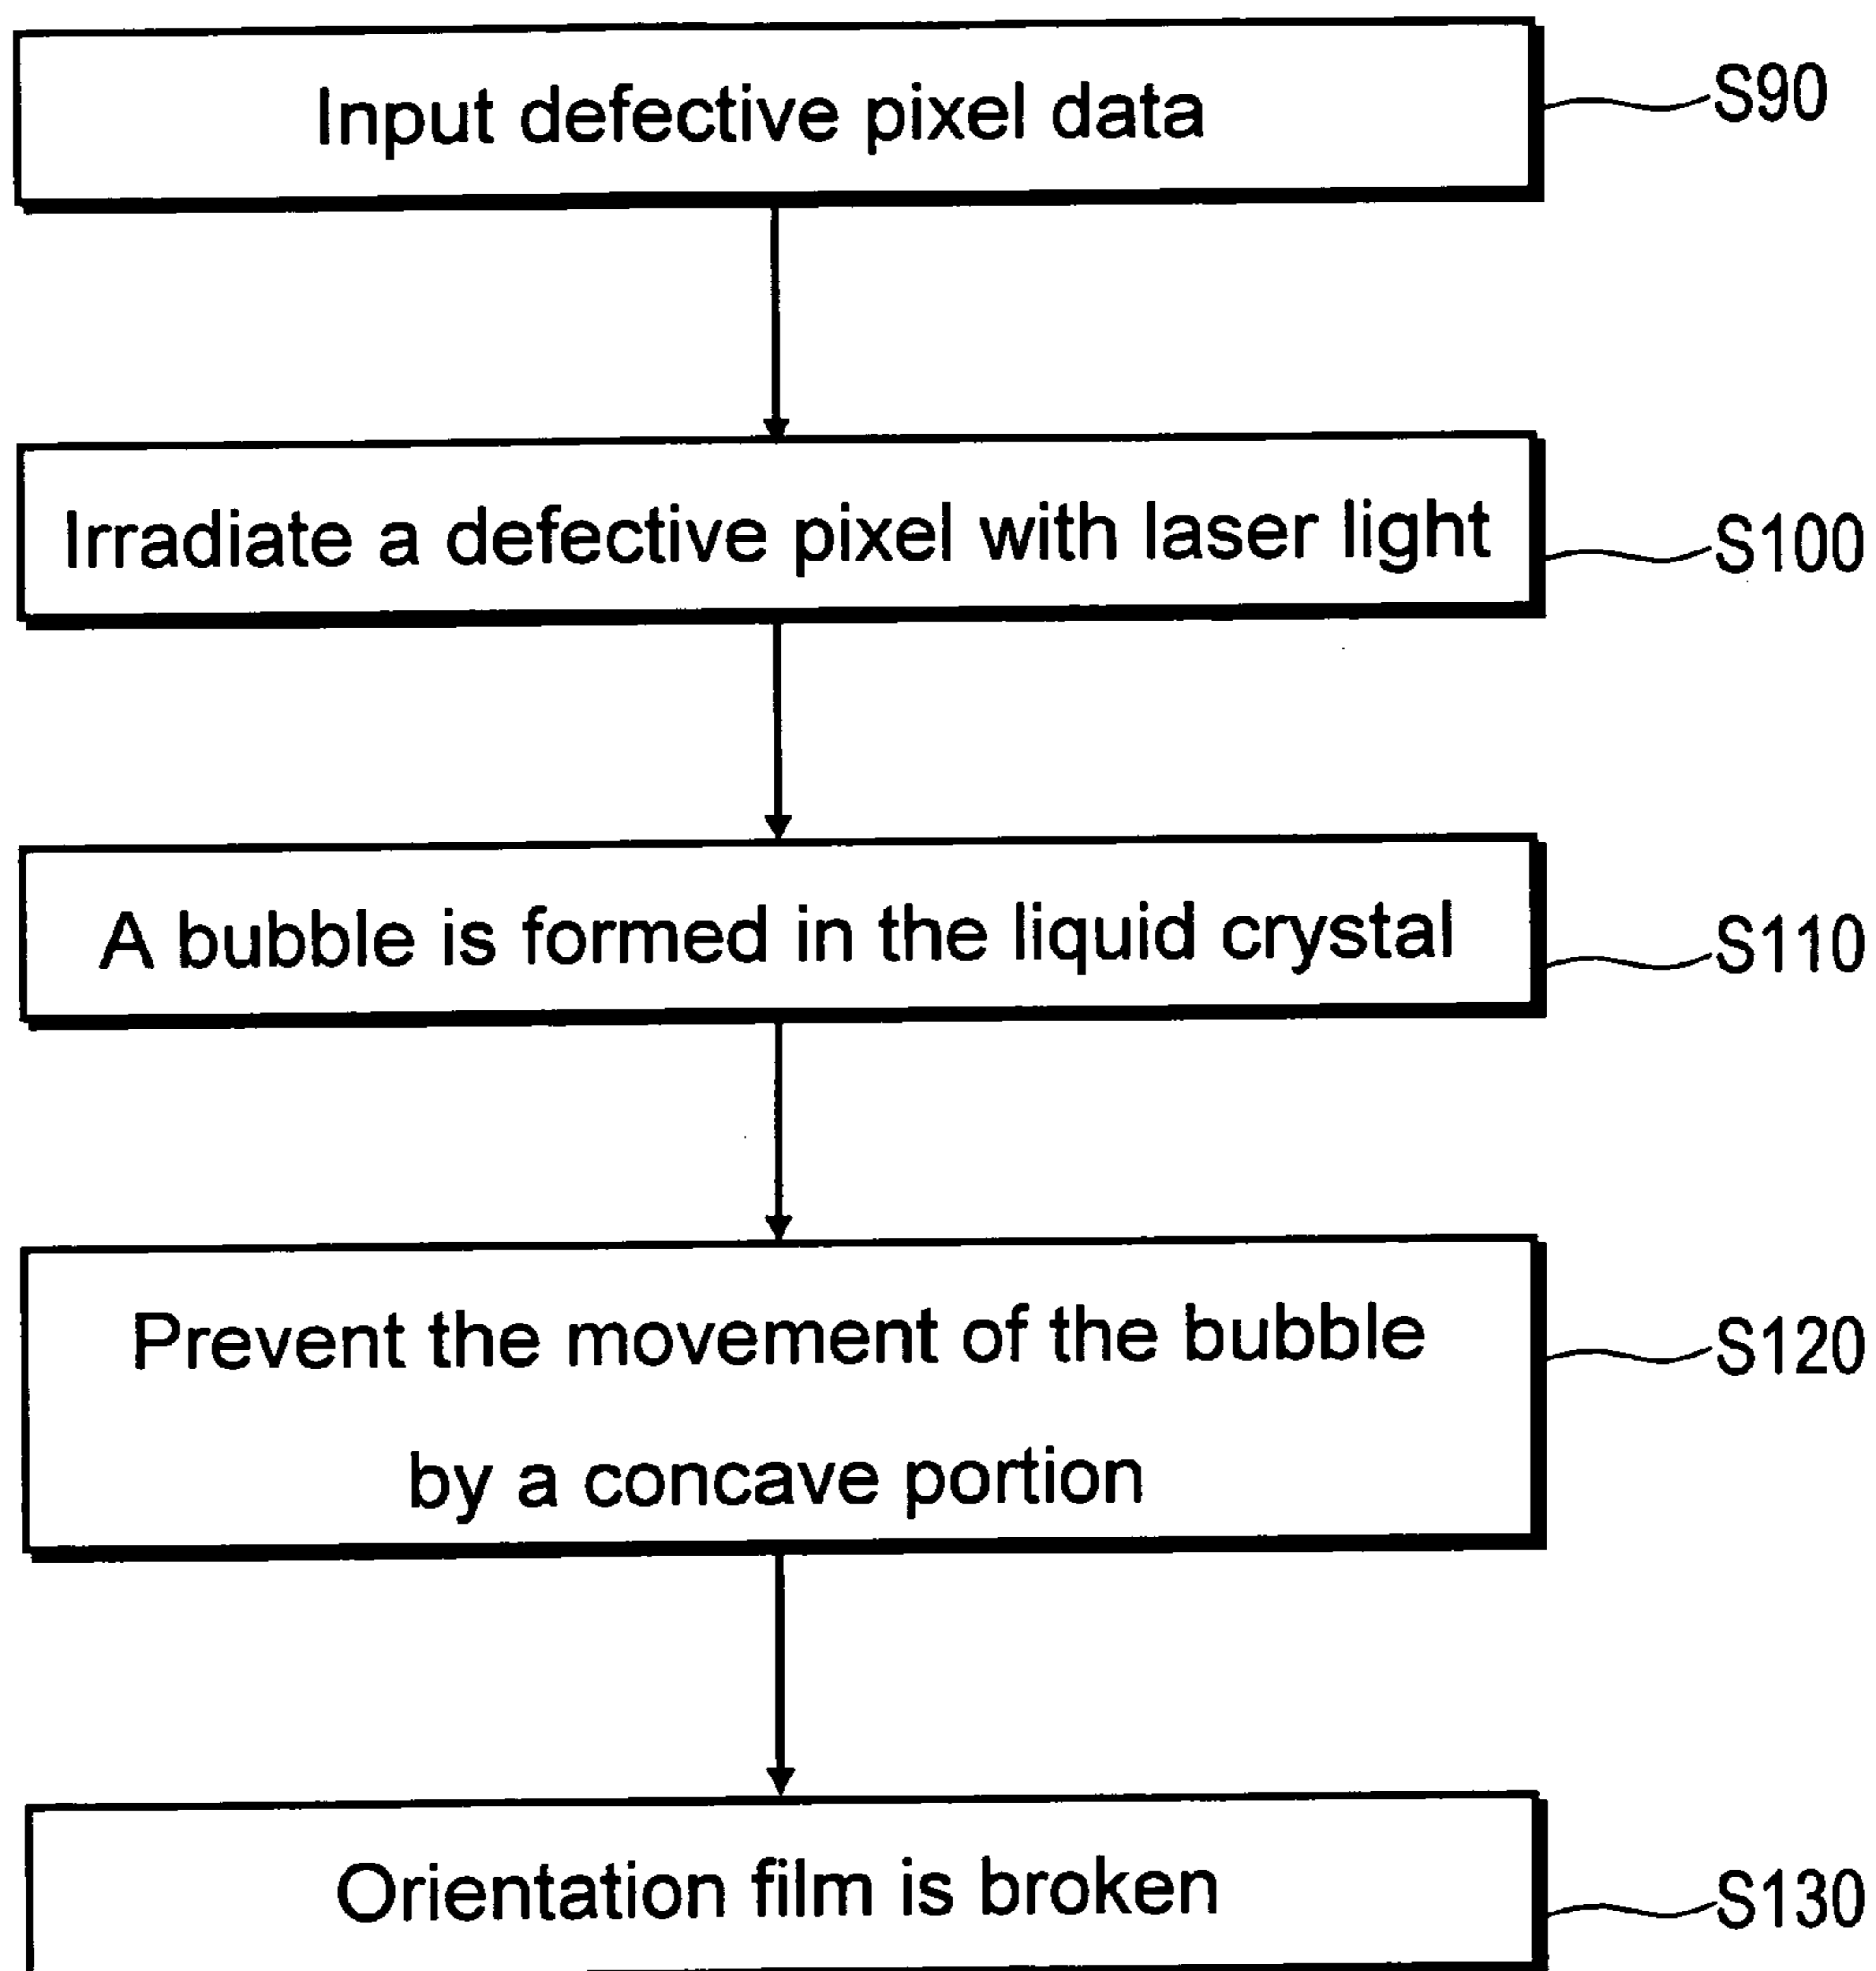 Input defective pixel data
S90
Irradiate a defective pixel with laser light
S100
A bubble is formed in the liquid crystal
S110
Prevent the movement of the bubble
by a concave portion
S120
Orientation film is broken
S130